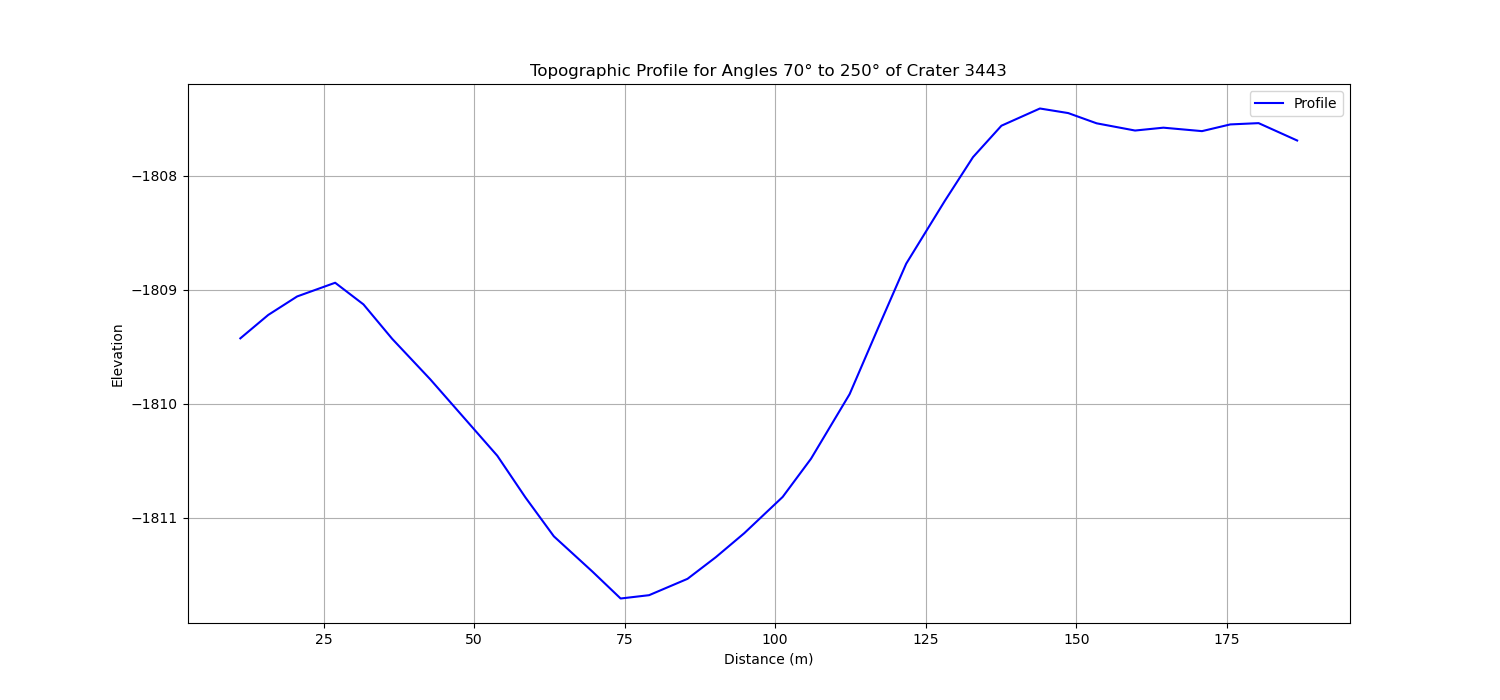 Topographic Profile for Angles 70° to 250° of Crater 3443
Profile
−1808
−1809
−1810
−1811
Elevation
25 50 75 100 125 150 175
Distance (m)